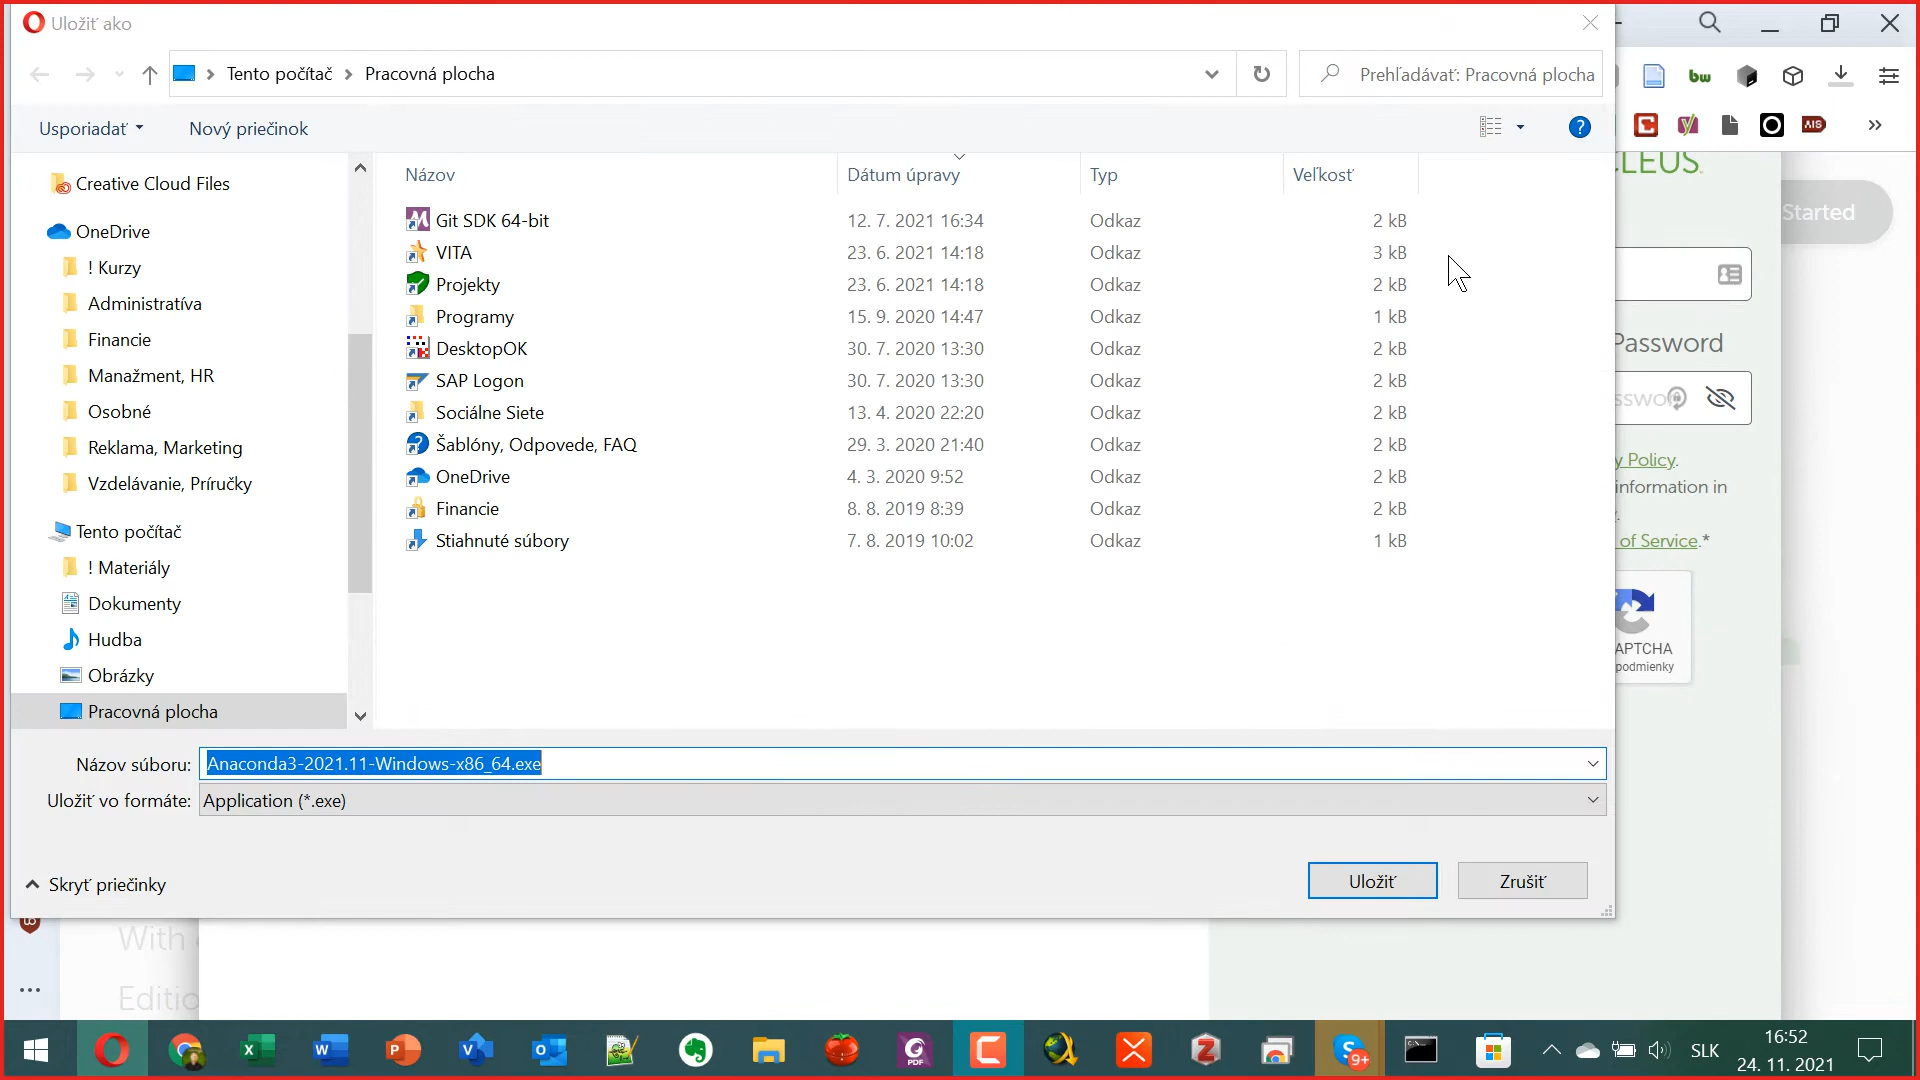 Uložiť ako
Tento počítač
Pracovná plocha
Prehľadávať: Pracovná plocha
Usporiadať
Nový priečinok
bw
AIS
Creative Cloud Files
OneDrive
! Kurzy
Administratíva
Financie
Manažment, HR
Osobné
Reklama, Marketing
Vzdelávanie, Príručky
Tento počítač
! Materiály
Dokumenty
Hudba
Obrázky
Pracovná plocha
Názov Dátum úpravy Typ Veľkosť
Git SDK 64-bit 12. 7. 2021 16:34 Odkaz 2 kB
VITA 23. 6. 2021 14:18 Odkaz 3 kB
Projekty 23. 6. 2021 14:18 Odkaz 2 kB
Programy 15. 9. 2020 14:47 Odkaz 1 kB
DesktopOK 30. 7. 2020 13:30 Odkaz 2 kB
SAP Logon 30. 7. 2020 13:30 Odkaz 2 kB
Sociálne Siete 13. 4. 2020 22:20 Odkaz 2 kB
Šablóny, Odpovede, FAQ 29. 3. 2020 21:40 Odkaz 2 kB
OneDrive 4. 3. 2020 9:52 Odkaz 2 kB
Financie 8. 8. 2019 8:39 Odkaz 2 kB
Stiahnuté súbory 7. 8. 2019 10:02 Odkaz 1 kB
Názov súboru: Anaconda3-2021.11-Windows-x86_64.exe
Uložiť vo formáte: Application (*.exe)
Skryť priečinky
Uložiť
Zrušiť
LEUS
Started
Password
sswo
y Policy.
information in
of Service.*
APTCHA
podmienky
With
Editio
9+
SLK
16:52
24. 11. 2021